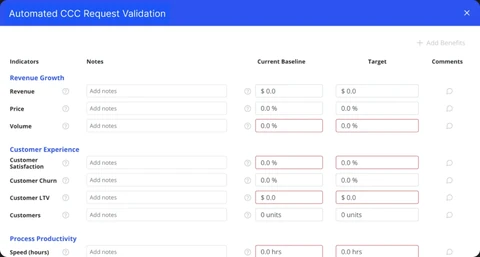 Automated CCC Request Validation
+ Add Benefits
Indicators Notes Current Baseline Target Comments
Revenue Growth
Revenue Add notes $ 0.0 $ 0.0
Price Add notes 0.0 % 0.0 %
Volume Add notes 0.0 % 0.0 %
Customer Experience
Customer Satisfaction Add notes 0.0 % 0.0 %
Customer Churn Add notes 0.0 % 0.0 %
Customer LTV Add notes $ 0.0 $ 0.0
Customers Add notes 0 units 0 units
Process Productivity
Speed (hours) Add notes 0.0 hrs 0.0 hrs